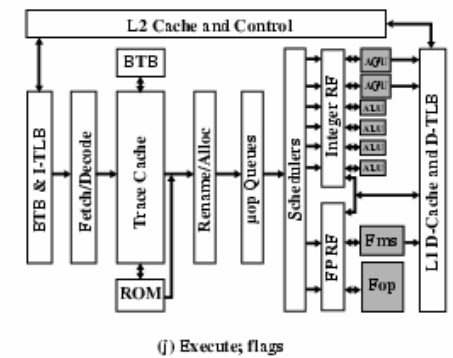 L2 Cache and Control
BTB
BTB & I-TLB
Fetch/Decode
Trace Cache
ROM
Rename/Alloc
µop Queues
Schedulers
Integer RF
FP RF
AGU
AGU
ALU
ALU
ALU
ALU
Fms
Fop
L1 D-Cache and D-TLB
(j) Execute; flags